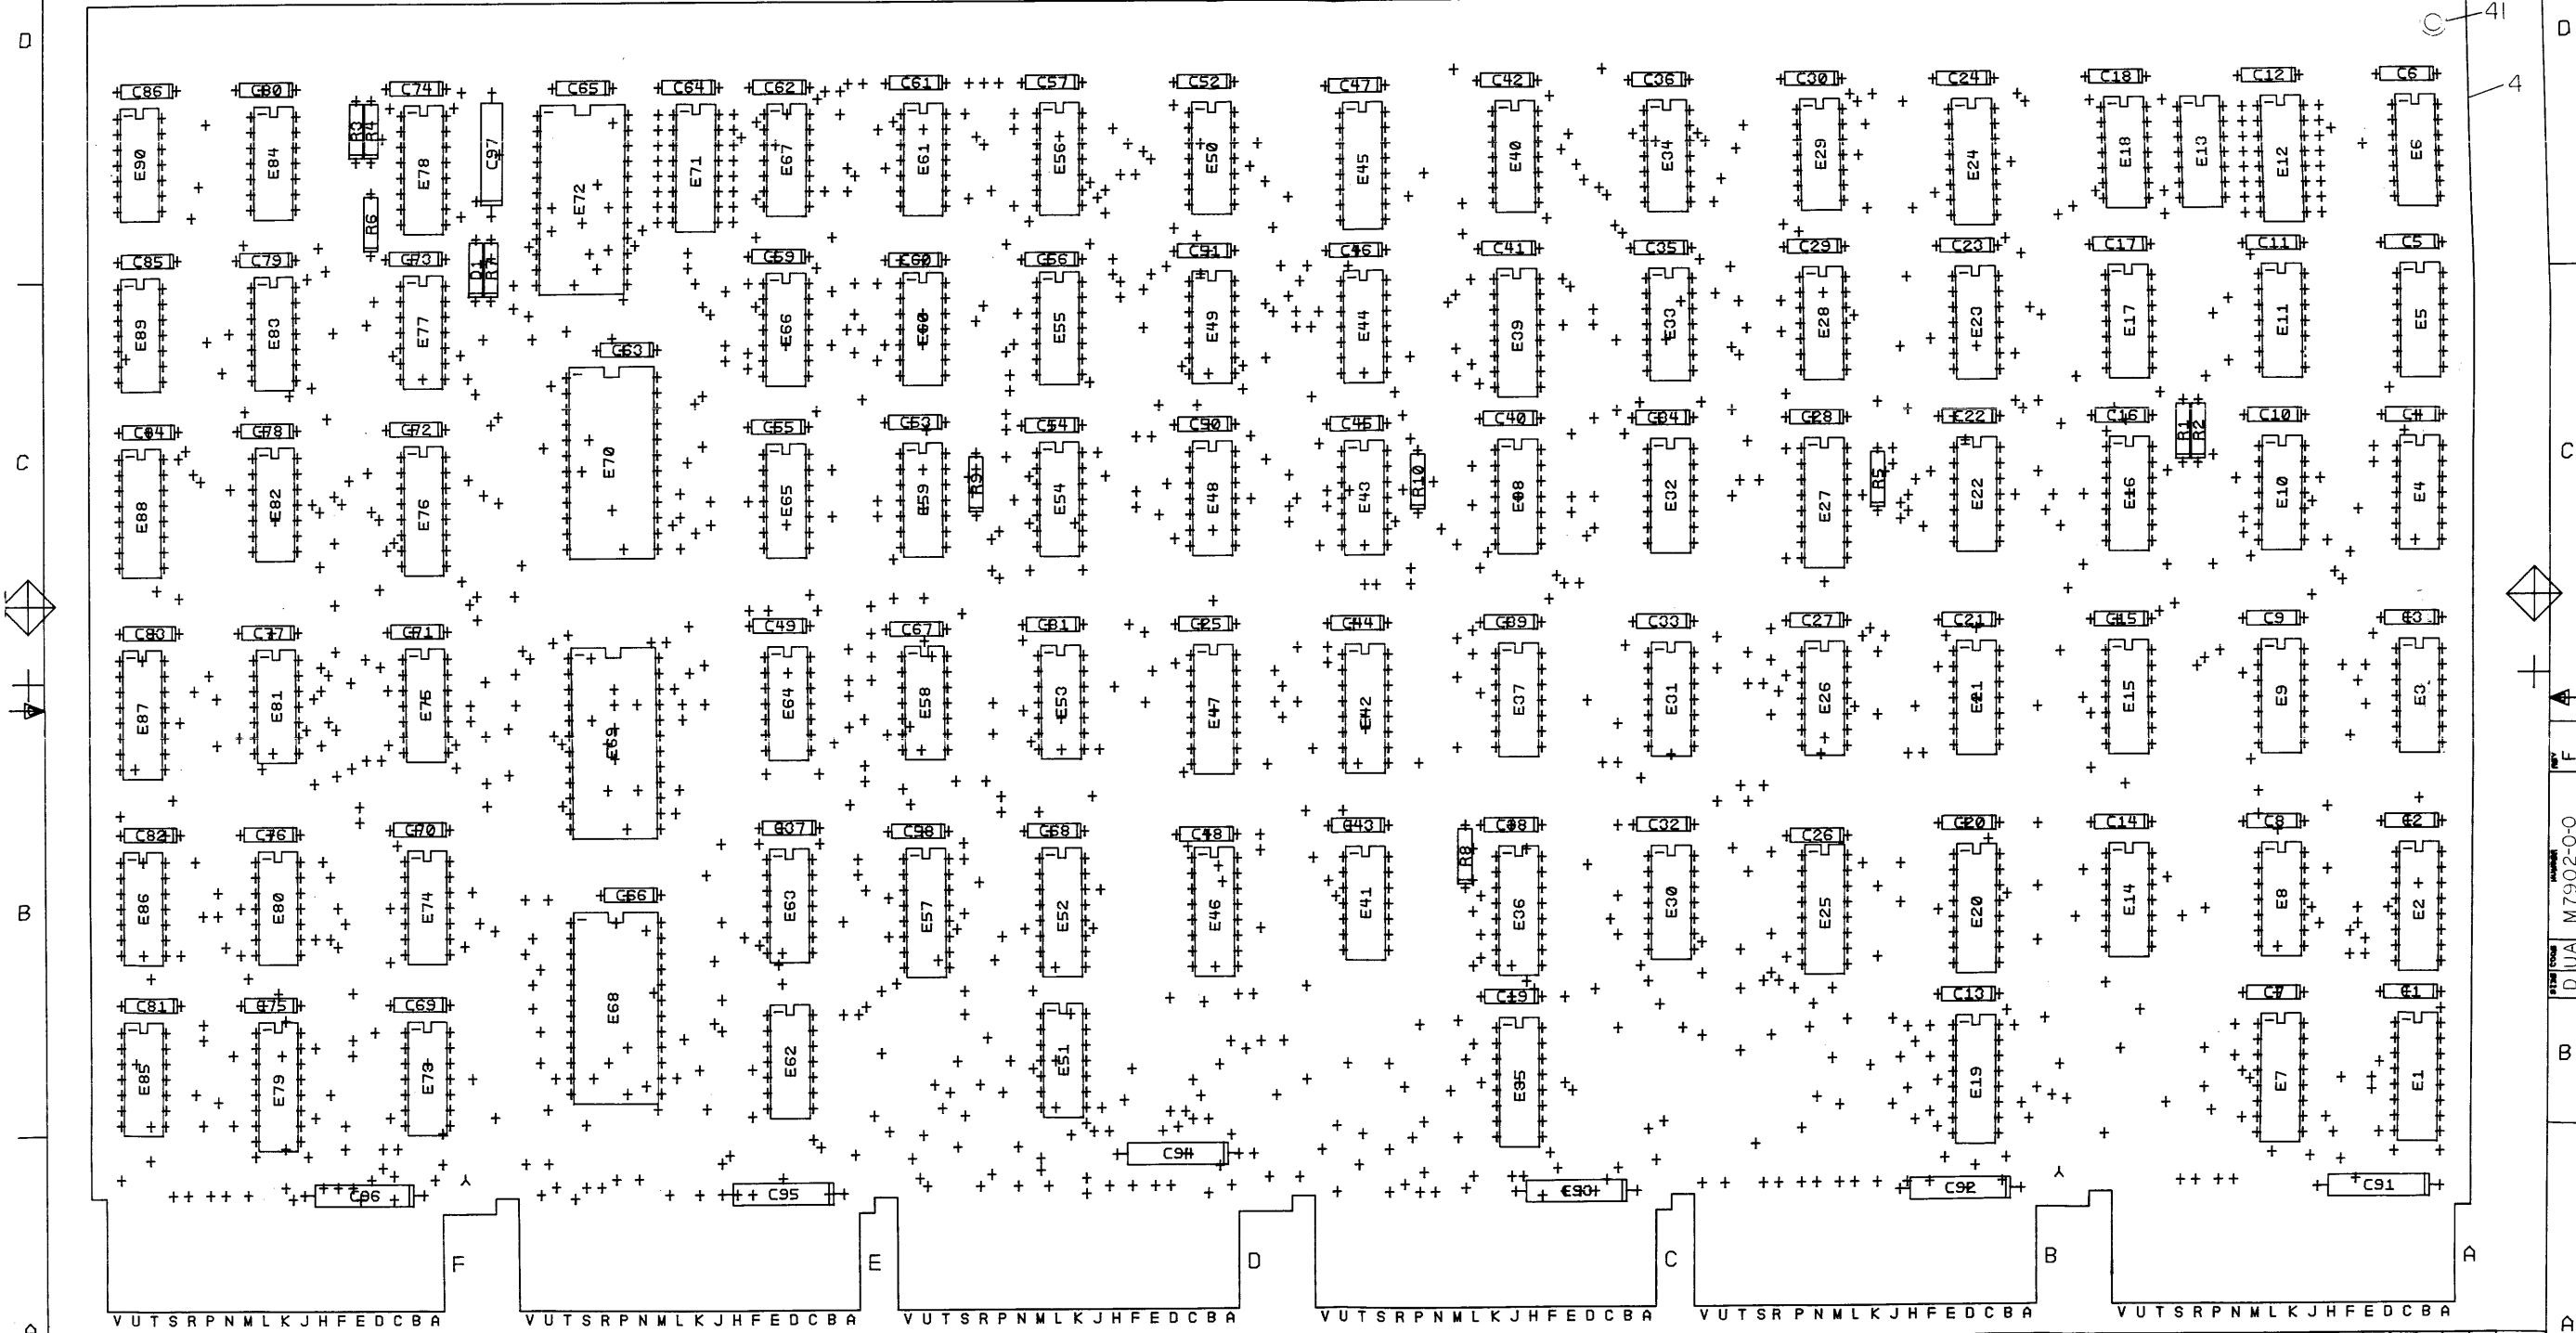 D 41 D
C86 C80 C74 C65 C64 C62 C61 C57 C52 C47 C42 C36 C30 C24 C18 C12 C6
4
R3 R4 C97
E90 E84 E78 E72 E71 E67 E61 E56 E50 E45 E40 E34 E29 E24 E18 E13 E12 E6
R6
C85 C79 C73 D1 R7 C59 C60 C56 C51 C46 C41 C35 C29 C23 C17 C11 C5
E89 E83 E77 E66 E60 E55 E49 E44 E39 E33 E28 E23 E17 E11 E5
C63
C84 C78 C72 C55 C53 C54 C50 C45 C40 C34 C28 C22 C16 R1 R2 C10 C4
C E88 E82 E76 E70 E65 E59 R9 E54 E48 E43 R10 E38 E32 E27 R5 E22 E16 E10 E4 C
C83 C77 C71 C49 C67 C31 C25 C44 C39 C33 C27 C21 C15 C9 C3
E87 E81 E75 E69 E64 E58 E53 E47 E42 E37 E31 E26 E21 E15 E9 E3
REV F
C82 C76 C70 C37 C58 C68 C48 C43 R8 C38 C32 C26 C20 C14 C8 C2
C66
B E86 E80 E74 E63 E57 E52 E46 E41 E36 E30 E25 E20 E14 E8 E2
NUMBER M7902-0-0
SIZE CODE D UA
C81 C75 C69 E68 C19 C13 C7 C1
E85 E79 E73 E62 E51 E35 E19 E7 E1 B
C96 C95 C94 C93 C92 C91
F E D C B A
V U T S R P N M L K J H F E D C B A V U T S R P N M L K J H F E D C B A V U T S R P N M L K J H F E D C B A V U T S R P N M L K J H F E D C B A V U T S R P N M L K J H F E D C B A V U T S R P N M L K J H F E D C B A
A A